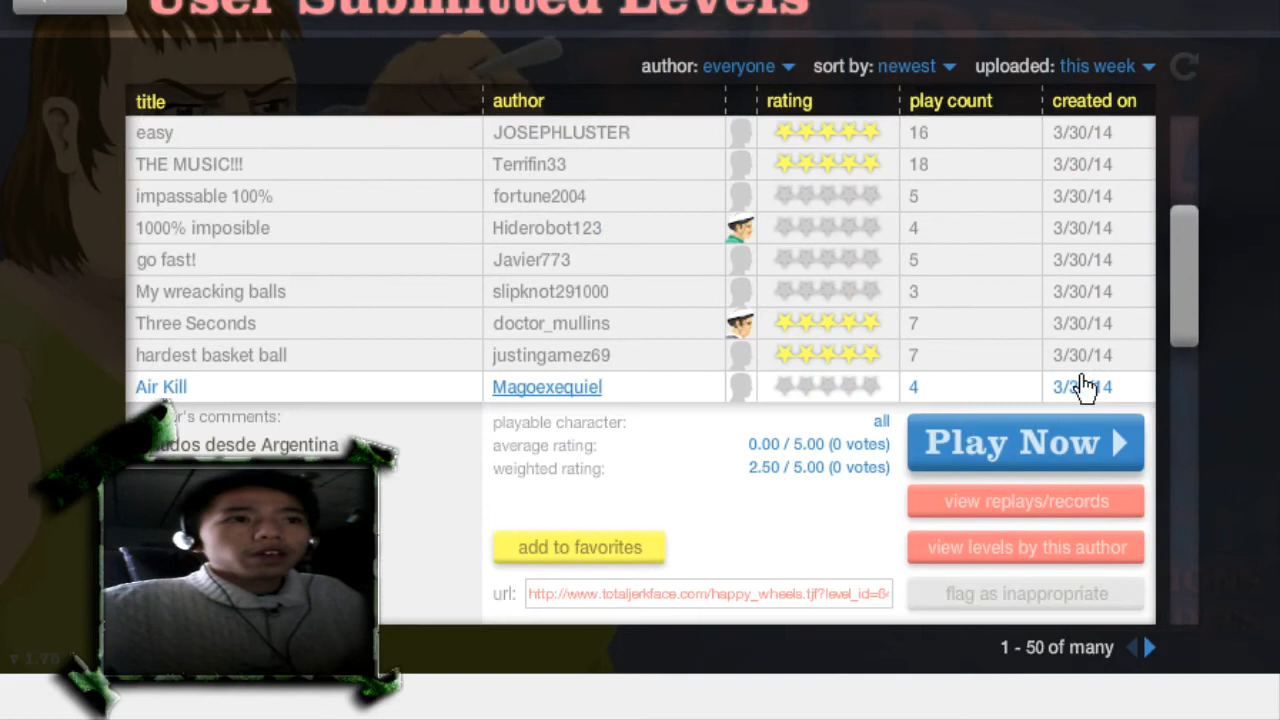 User Submitted Levels
author: everyone sort by: newest uploaded: this week
title author rating play count created on
easy JOSEPHLUSTER 16 3/30/14
THE MUSIC!!! Terrifin33 18 3/30/14
impassable 100% fortune2004 5 3/30/14
1000% imposible Hiderobot123 4 3/30/14
go fast! Javier773 5 3/30/14
My wreacking balls slipknot291000 3 3/30/14
Three Seconds doctor_mullins 7 3/30/14
hardest basket ball justingamez69 7 3/30/14
Air Kill Magoexequiel 4
comments:
desde Argentina
playable character: all
average rating: 0.00 / 5.00 (0 votes)
weighted rating: 2.50 / 5.00 (0 votes)
Play Now
view replays/records
add to favorites
view levels by this author
url: http://www.totaljerkface.com/happy_wheels.tjf?level_id=6
flag as inappropriate
1 - 50 of many
v 1.76